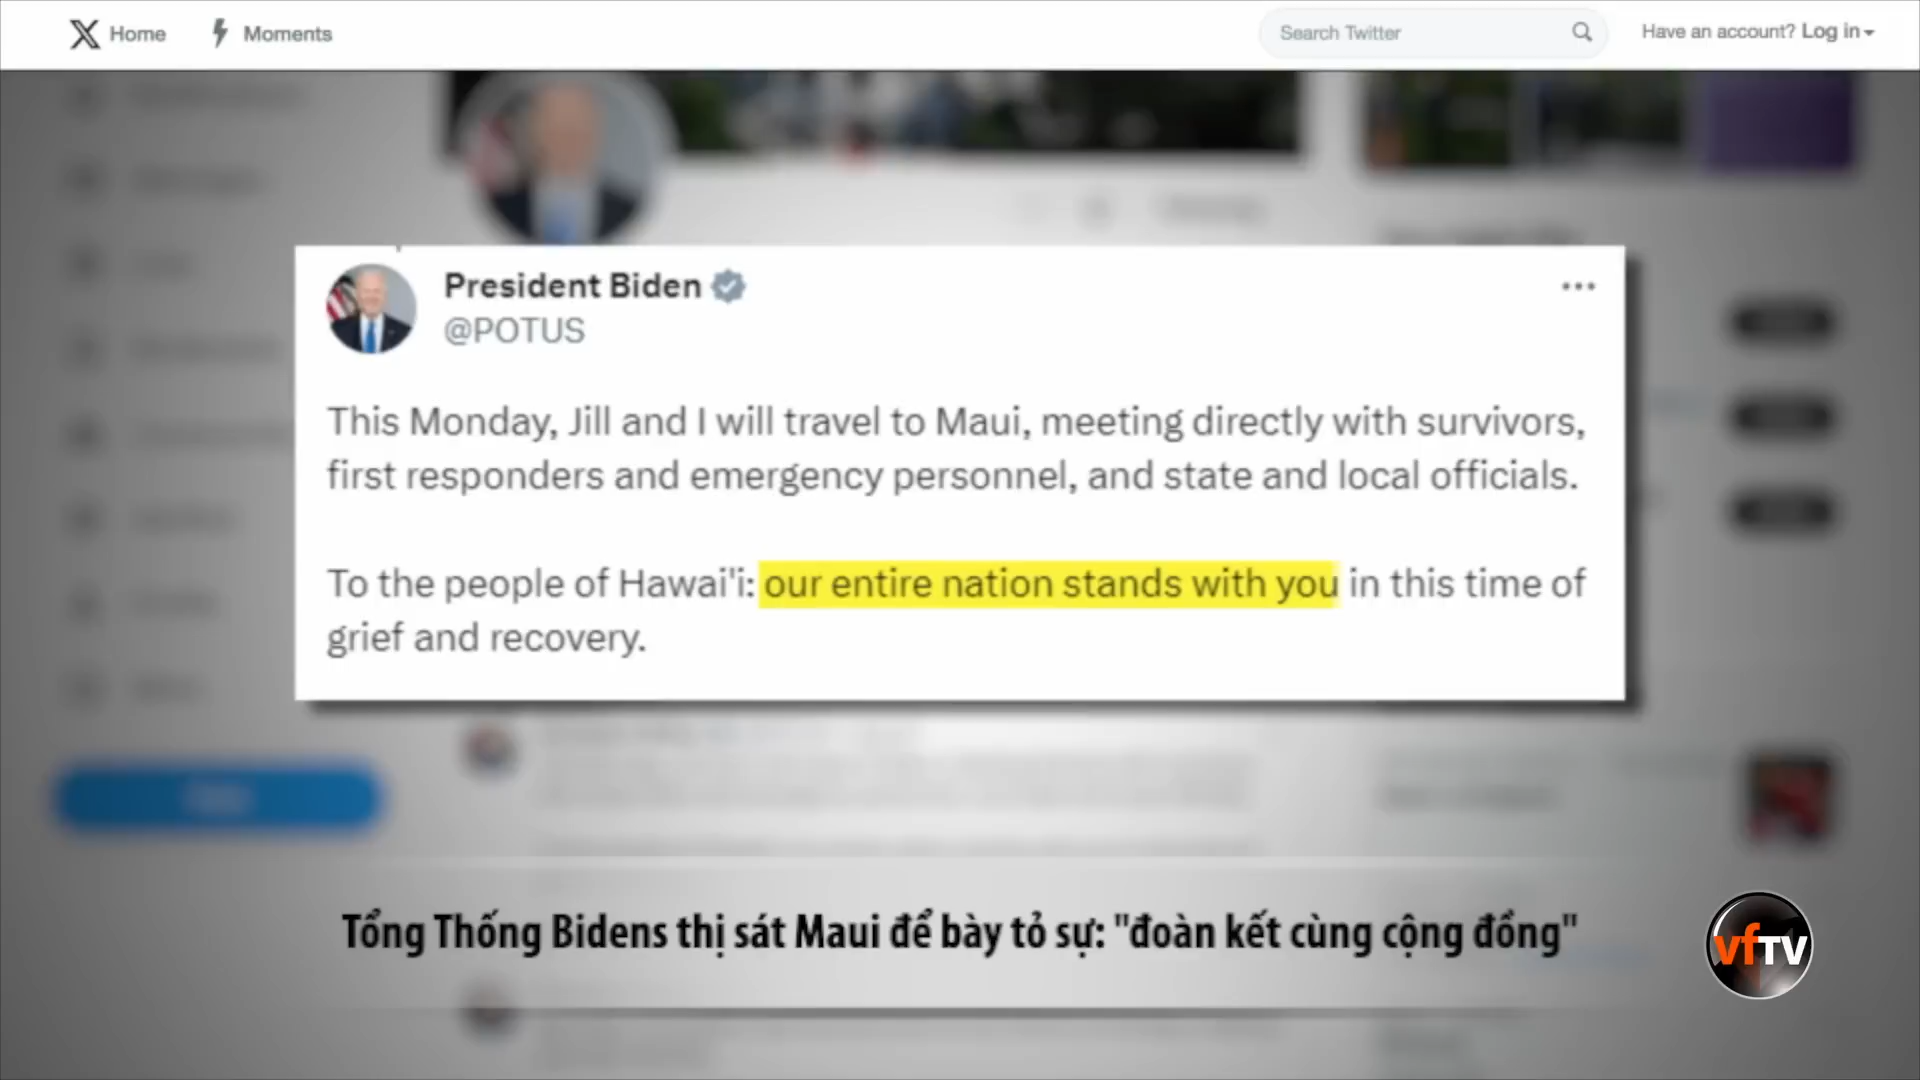 X Home Moments Search Twitter Have an account? Log in
President Biden
@POTUS
This Monday, Jill and I will travel to Maui, meeting directly with survivors,
first responders and emergency personnel, and state and local officials.
To the people of Hawai'i: our entire nation stands with you in this time of
grief and recovery.
Tổng Thống Bidens thị sát Maui để bày tỏ sự: "đoàn kết cùng cộng đồng"
vfTV